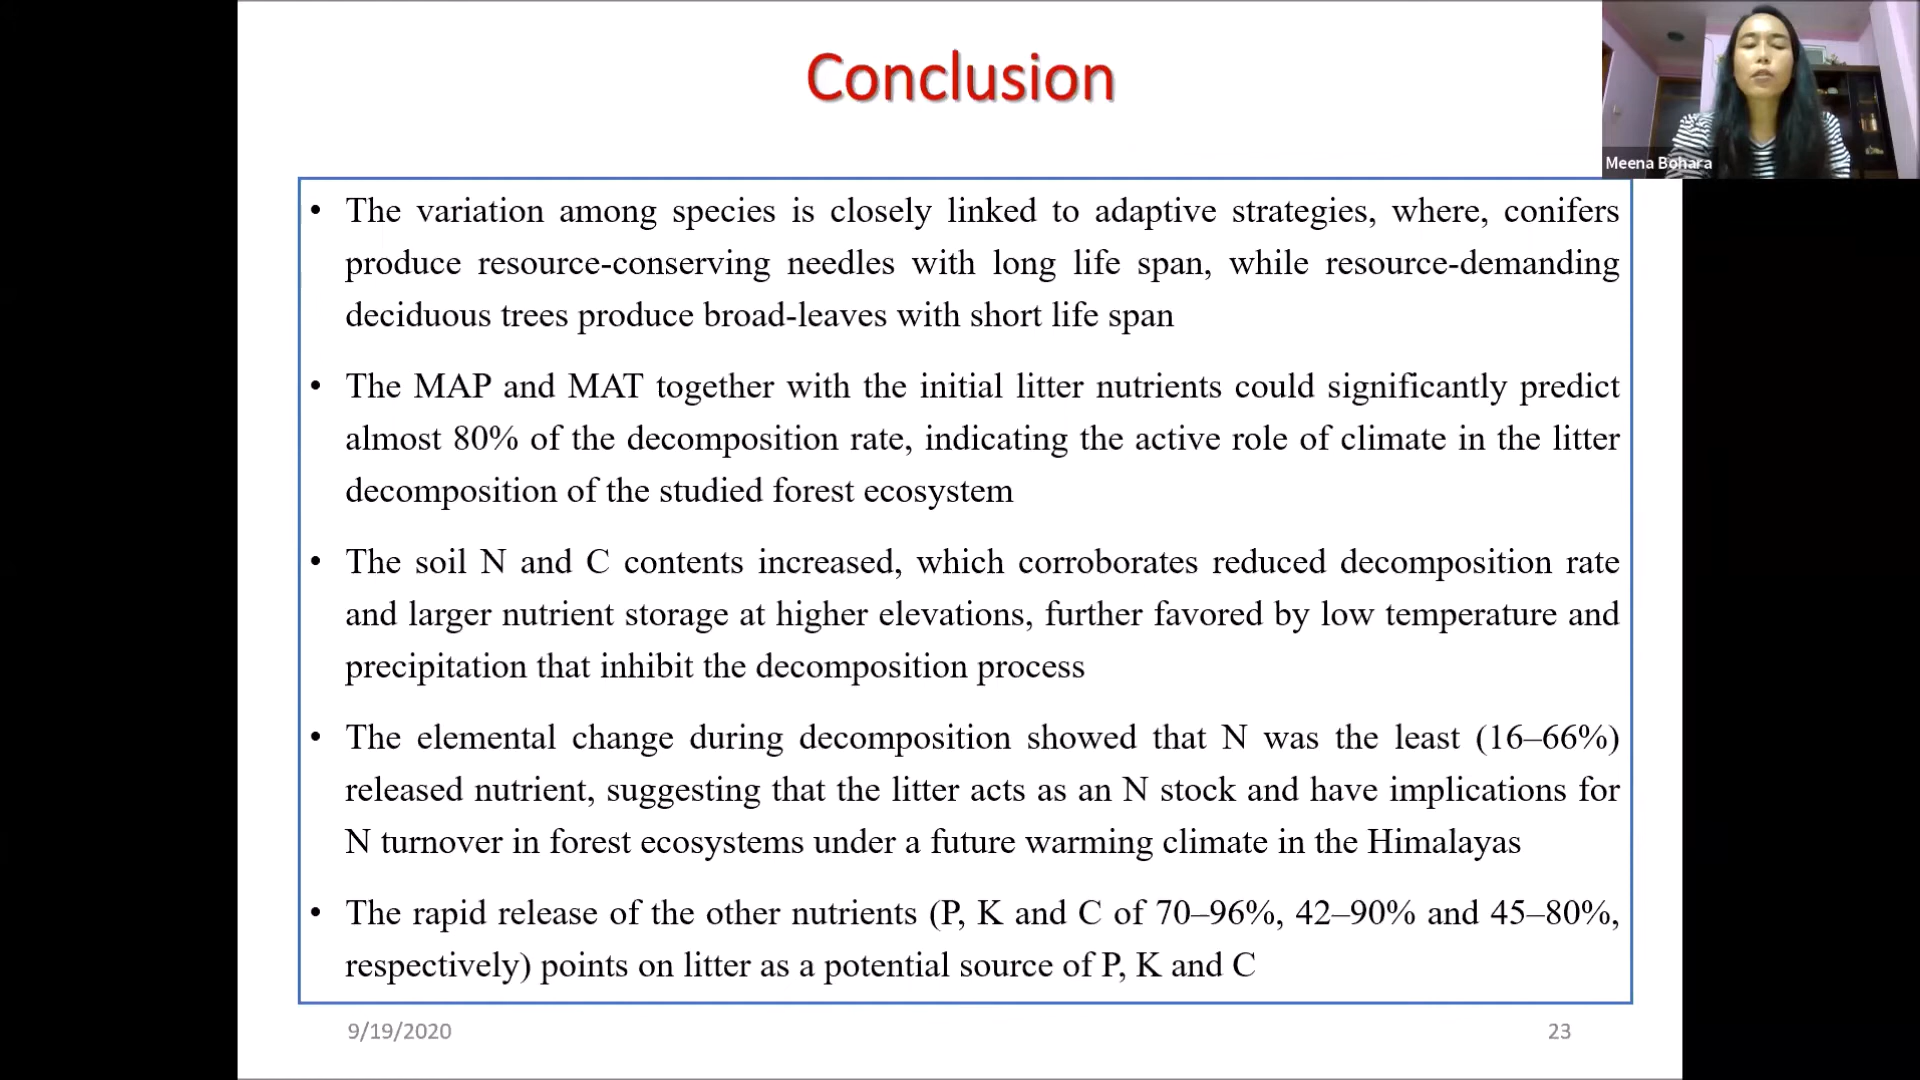 Conclusion
Meena Bohara
• The variation among species is closely linked to adaptive strategies, where, conifers
produce resource-conserving needles with long life span, while resource-demanding
deciduous trees produce broad-leaves with short life span
• The MAP and MAT together with the initial litter nutrients could significantly predict
almost 80% of the decomposition rate, indicating the active role of climate in the litter
decomposition of the studied forest ecosystem
• The soil N and C contents increased, which corroborates reduced decomposition rate
and larger nutrient storage at higher elevations, further favored by low temperature and
precipitation that inhibit the decomposition process
• The elemental change during decomposition showed that N was the least (16–66%)
released nutrient, suggesting that the litter acts as an N stock and have implications for
N turnover in forest ecosystems under a future warming climate in the Himalayas
• The rapid release of the other nutrients (P, K and C of 70–96%, 42–90% and 45–80%,
respectively) points on litter as a potential source of P, K and C
9/19/2020
23